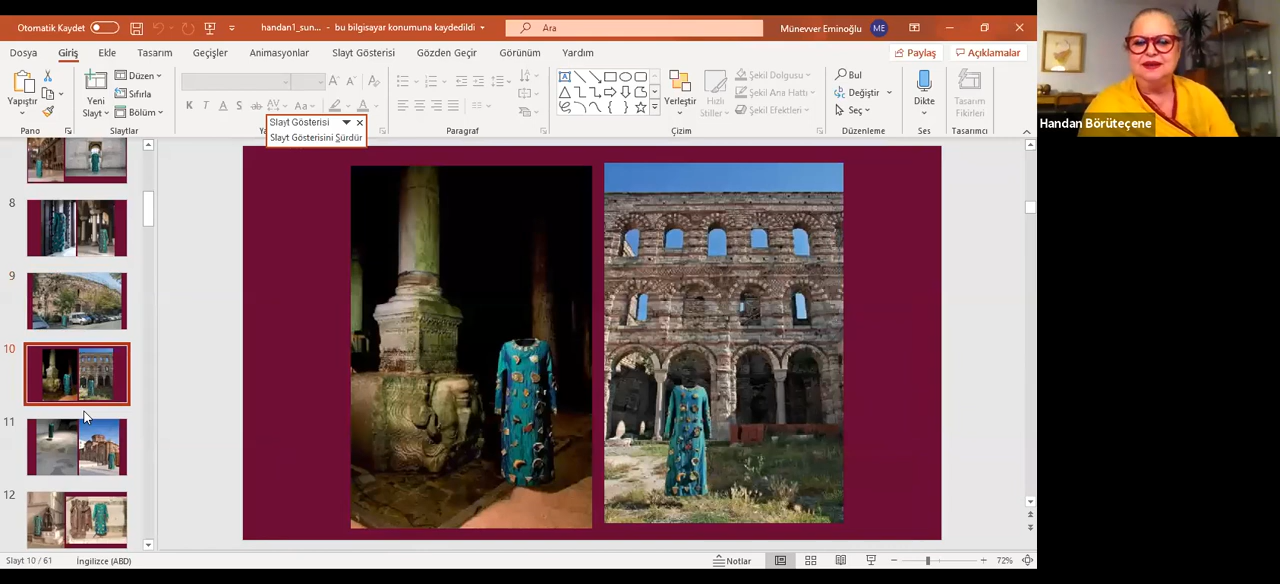 Otomatik Kaydet
handan1_sun... - bu bilgisayar konumuna kaydedildi
Ara
Münevver Eminoğlu
ME
Dosya Giriş Ekle Tasarım Geçişler Animasyonlar Slayt Gösterisi Gözden Geçir Görünüm Yardım
Paylaş
Açıklamalar
Yapıştır
Pano
Yeni
Slayt
Düzen
Sıfırla
Bölüm
Slaytlar
K T A S ab AV Aa A
Slayt Gösterisi
Slayt Gösterisini Sürdür
Paragraf
Yerleştir
Hızlı
Stiller
Şekil Dolgusu
Şekil Ana Hattı
Şekil Efektleri
Çizim
Bul
Değiştir
Seç
Düzenleme
Dikte
Ses
Tasarım
Fikirleri
Tasarımcı
Handan Börüteçene
8
9
10
11
12
Slayt 10 / 61
İngilizce (ABD)
Notlar
72%